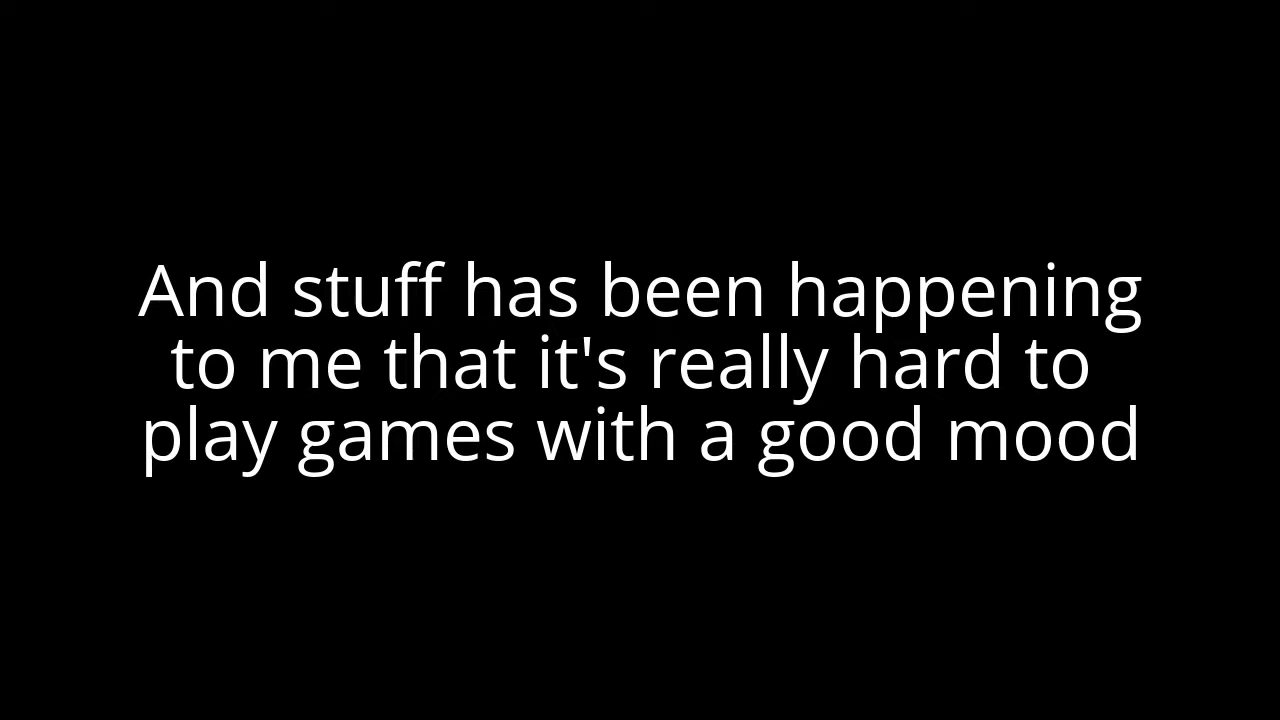 And stuff has been happening
to me that it's really hard to
play games with a good mood